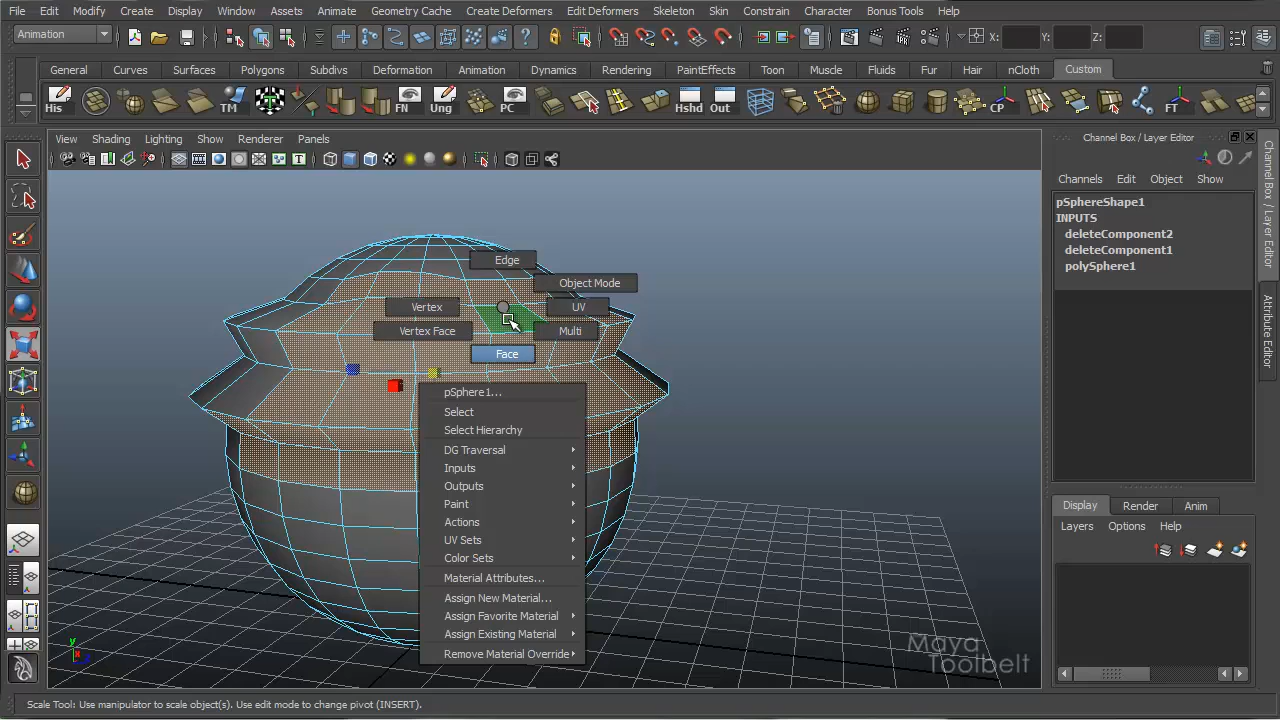 File Edit Modify Create Display Window Assets Animate Geometry Cache Create Deformers Edit Deformers Skeleton Skin Constrain Character Bonus Tools Help
Animation X: Y: Z:
General Curves Surfaces Polygons Subdivs Deformation Animation Dynamics Rendering PaintEffects Toon Muscle Fluids Fur Hair nCloth Custom
His TM FN Ung PC Hshd Out CP FT
View Shading Lighting Show Renderer Panels
Channel Box / Layer Editor
Channels Edit Object Show
pSphereShape1
INPUTS
deleteComponent2
deleteComponent1
polySphere1
Channel Box / Layer Editor
Attribute Editor
Edge
Object Mode
Vertex UV
Vertex Face Multi
Face
pSphere1...
Select
Select Hierarchy
DG Traversal
Inputs
Outputs
Paint
Actions
UV Sets
Color Sets
Material Attributes...
Assign New Material...
Assign Favorite Material
Assign Existing Material
Remove Material Override
Display Render Anim
Layers Options Help
Maya
Toolbelt
y
x
z
Scale Tool: Use manipulator to scale object(s). Use edit mode to change pivot (INSERT).